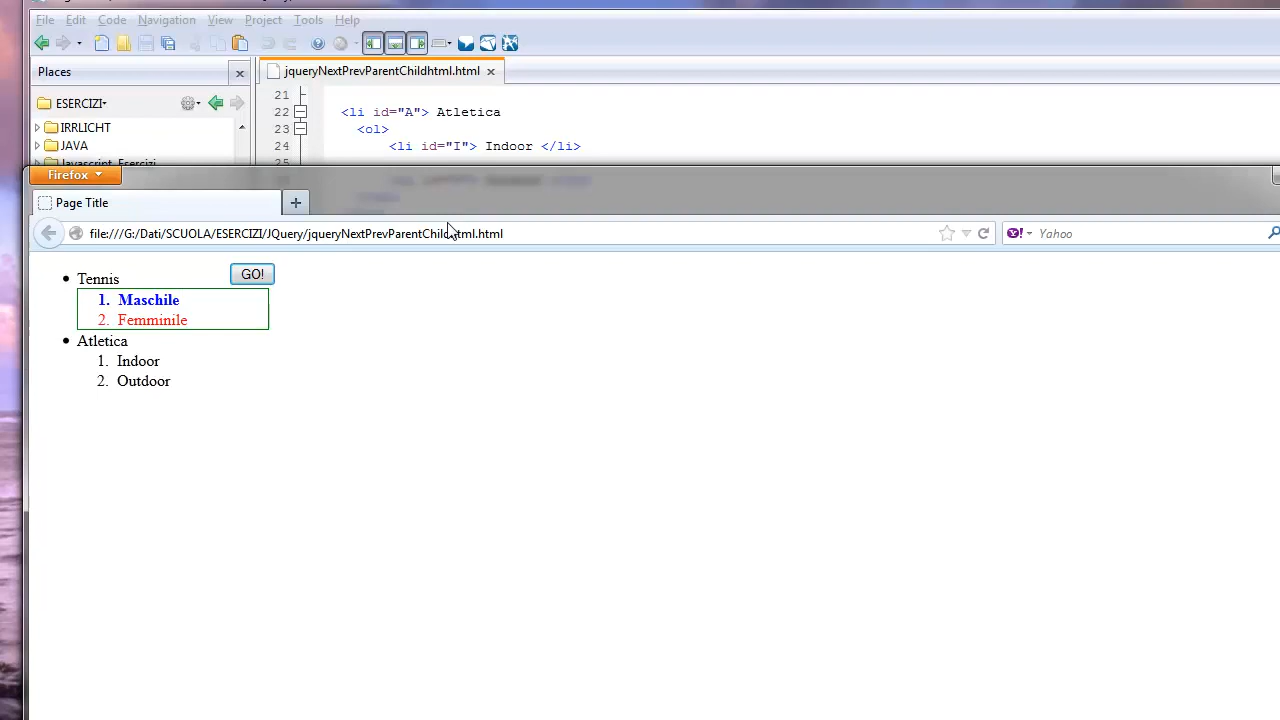 File Edit Code Navigation View Project Tools Help
Places
jqueryNextPrevParentChildhtml.html
ESERCIZI
IRRLICHT
JAVA
Javascript_Esercizi
21
22 <li id="A"> Atletica
23 <ol>
24 <li id="I"> Indoor </li>
25
Firefox
Page Title
file:///G:/Dati/SCUOLA/ESERCIZI/JQuery/jqueryNextPrevParentChildhtml.html
Yahoo
Tennis GO!
1. Maschile
2. Femminile
Atletica
1. Indoor
2. Outdoor